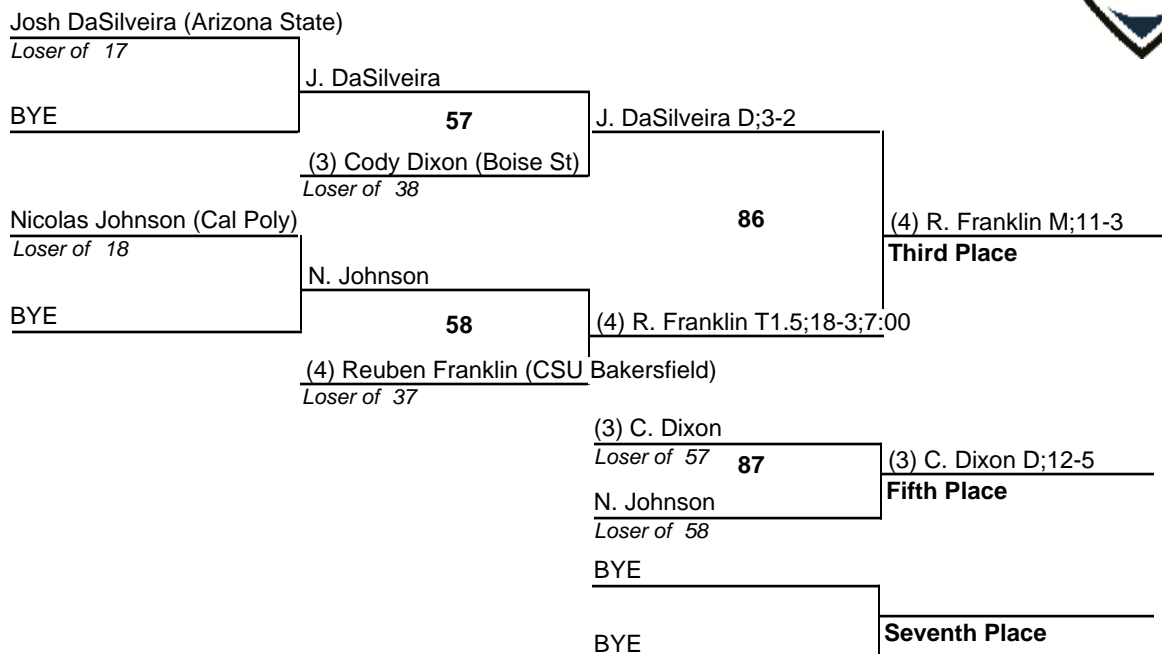 Josh DaSilveira (Arizona State)
Loser of 17
J. DaSilveira
BYE
57
J. DaSilveira D;3-2
(3) Cody Dixon (Boise St)
Loser of 38
Nicolas Johnson (Cal Poly)
86
(4) R. Franklin M;11-3
Loser of 18
Third Place
N. Johnson
BYE
58
(4) R. Franklin T1.5;18-3;7:00
(4) Reuben Franklin (CSU Bakersfield)
Loser of 37
(3) C. Dixon
Loser of 57
87
(3) C. Dixon D;12-5
Fifth Place
N. Johnson
Loser of 58
BYE
Seventh Place
BYE